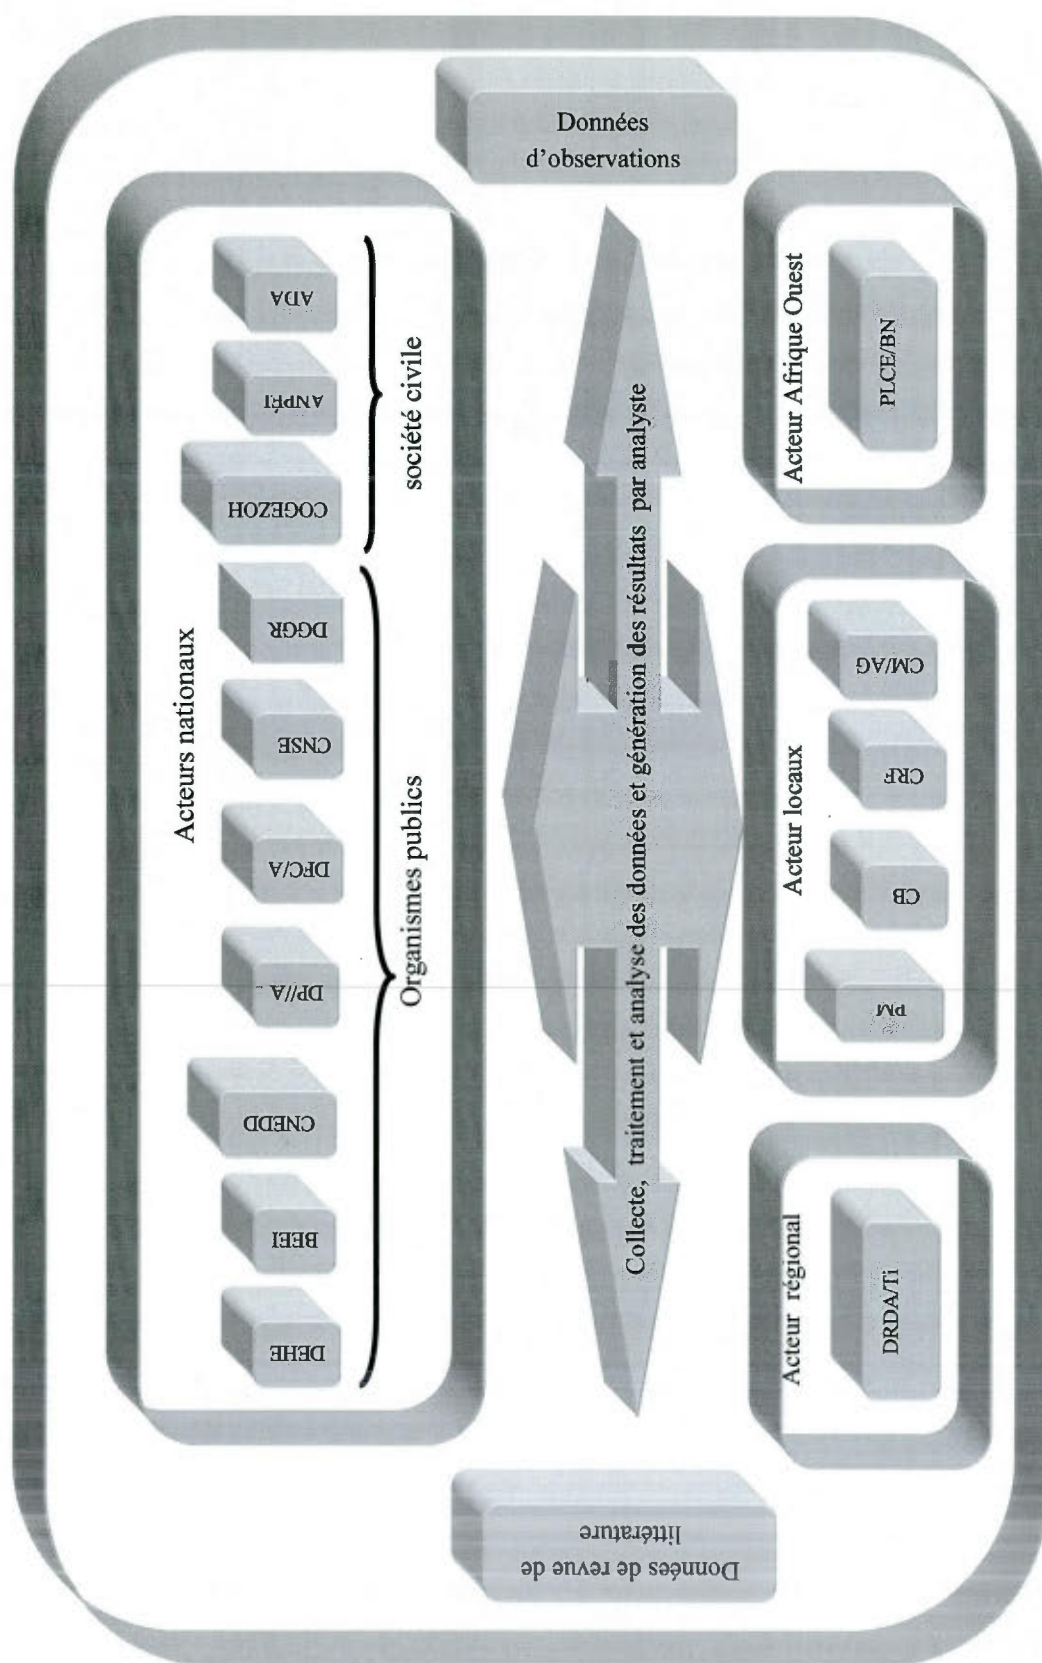 Données
d'observations
Acteurs nationaux
DEHE
BEEI
CNEDD
DP//A
DFC/A
CNSE
DGGR
COGEZOH
ANPÉT
ADA
Organismes publics
société civile
Collecte, traitement et analyse des données et génération des résultats par analyste
Acteur régional
DRDA/Ti
Acteur locaux
PM
CB
CRF
CM/AG
Acteur Afrique Ouest
PLCE/BN
Données de revue de
littérature